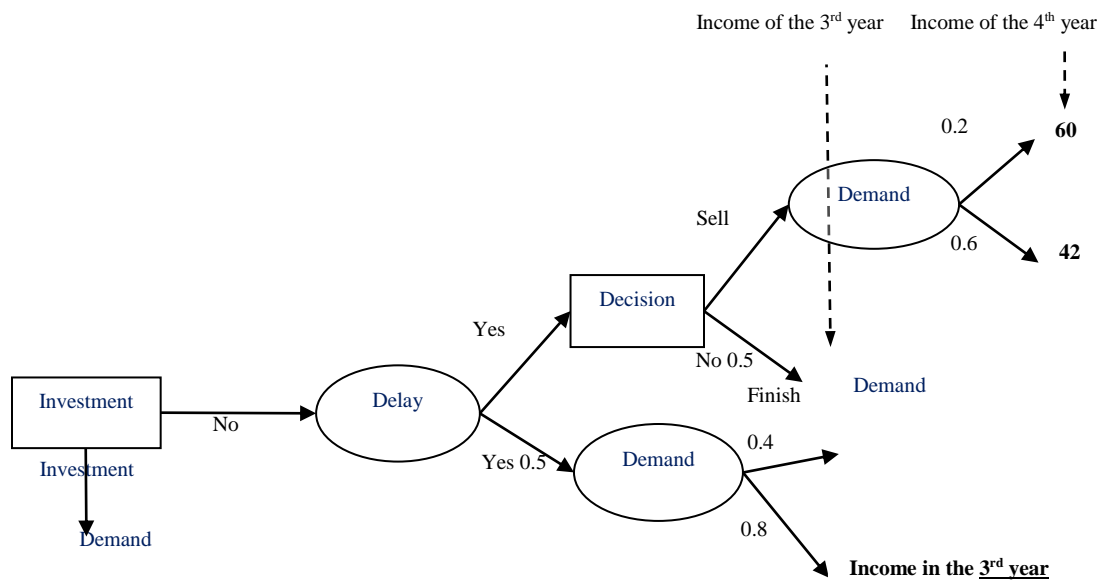 Income of the 3rd year
Income of the 4th year
0.2
60
Demand
Sell
0.6
42
Decision
Yes
No 0.5
Demand
Finish
Investment
Delay
No
0.4
Demand
Yes 0.5
Investment
0.8
Demand
Income in the 3rd year